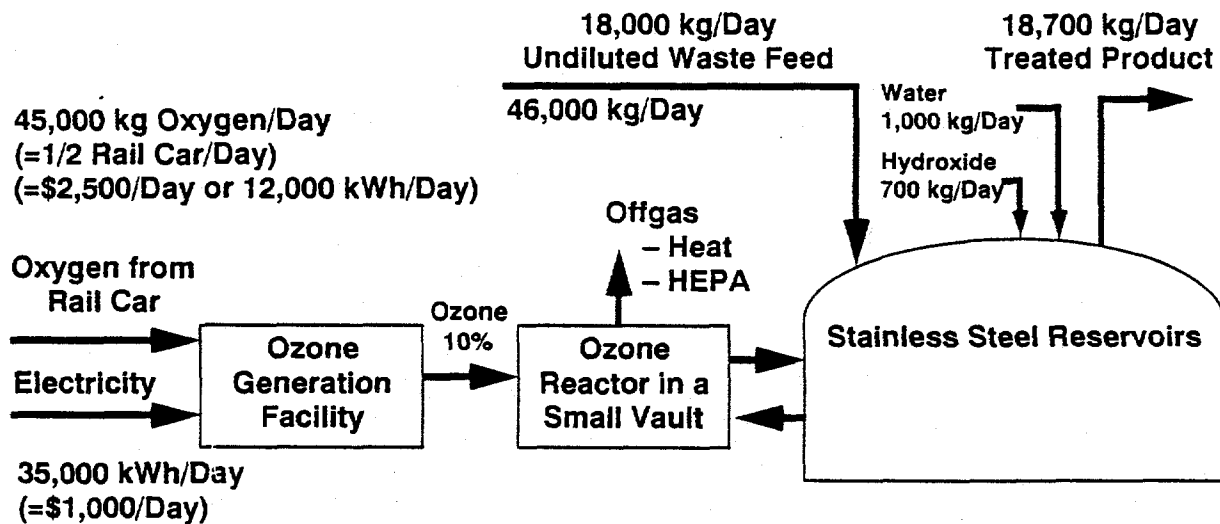 18,000 kg/Day
Undiluted Waste Feed
46,000 kg/Day
18,700 kg/Day
Treated Product
Water
1,000 kg/Day
Hydroxide
700 kg/Day
45,000 kg Oxygen/Day
(=1/2 Rail Car/Day)
(=$2,500/Day or 12,000 kWh/Day)
Offgas
– Heat
– HEPA
Oxygen from
Rail Car
Electricity
35,000 kWh/Day
(=$1,000/Day)
Ozone
Generation
Facility
Ozone
10%
Ozone
Reactor in a
Small Vault
Stainless Steel Reservoirs